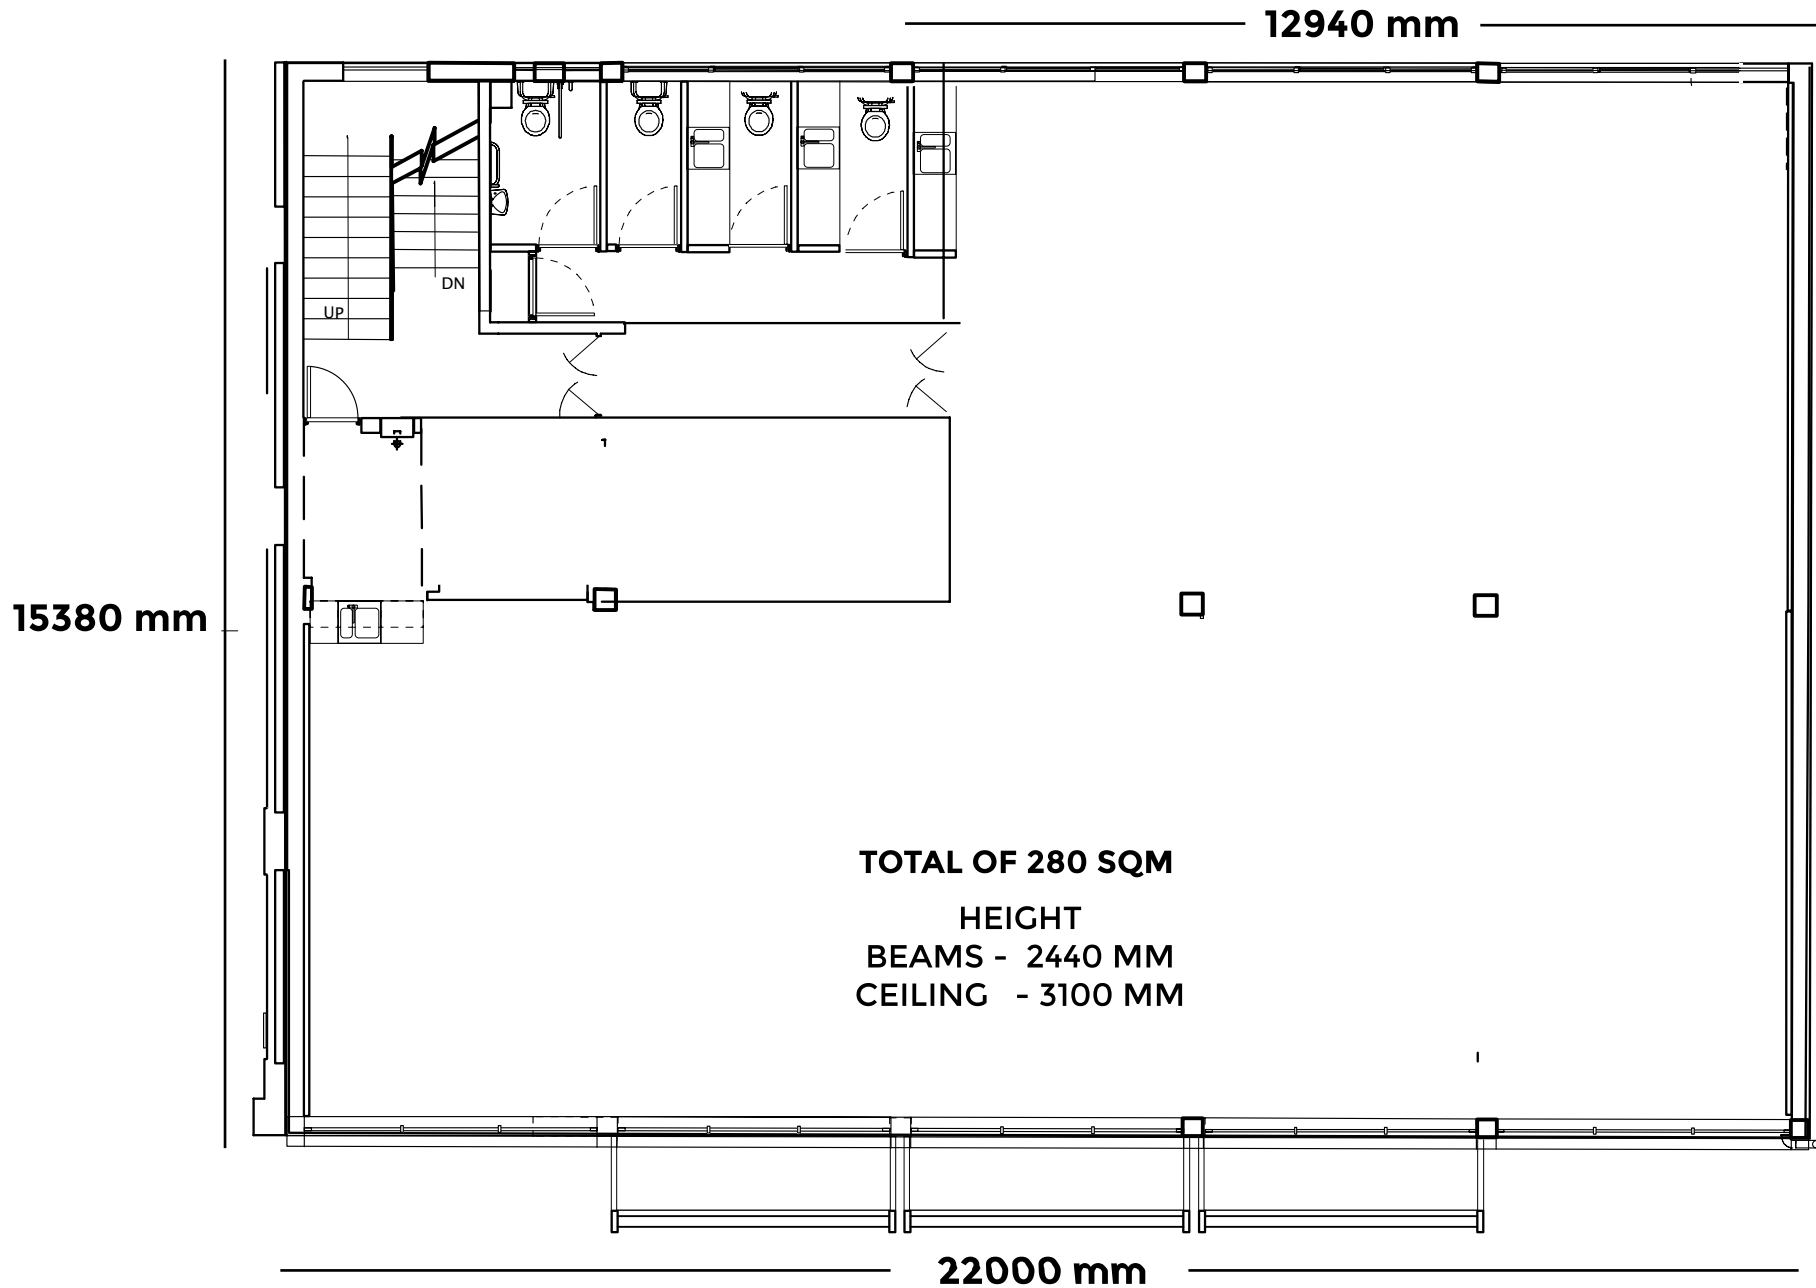 12940 mm
DN
UP
15380 mm
TOTAL OF 280 SQM
HEIGHT
BEAMS - 2440 MM
CEILING - 3100 MM
22000 mm